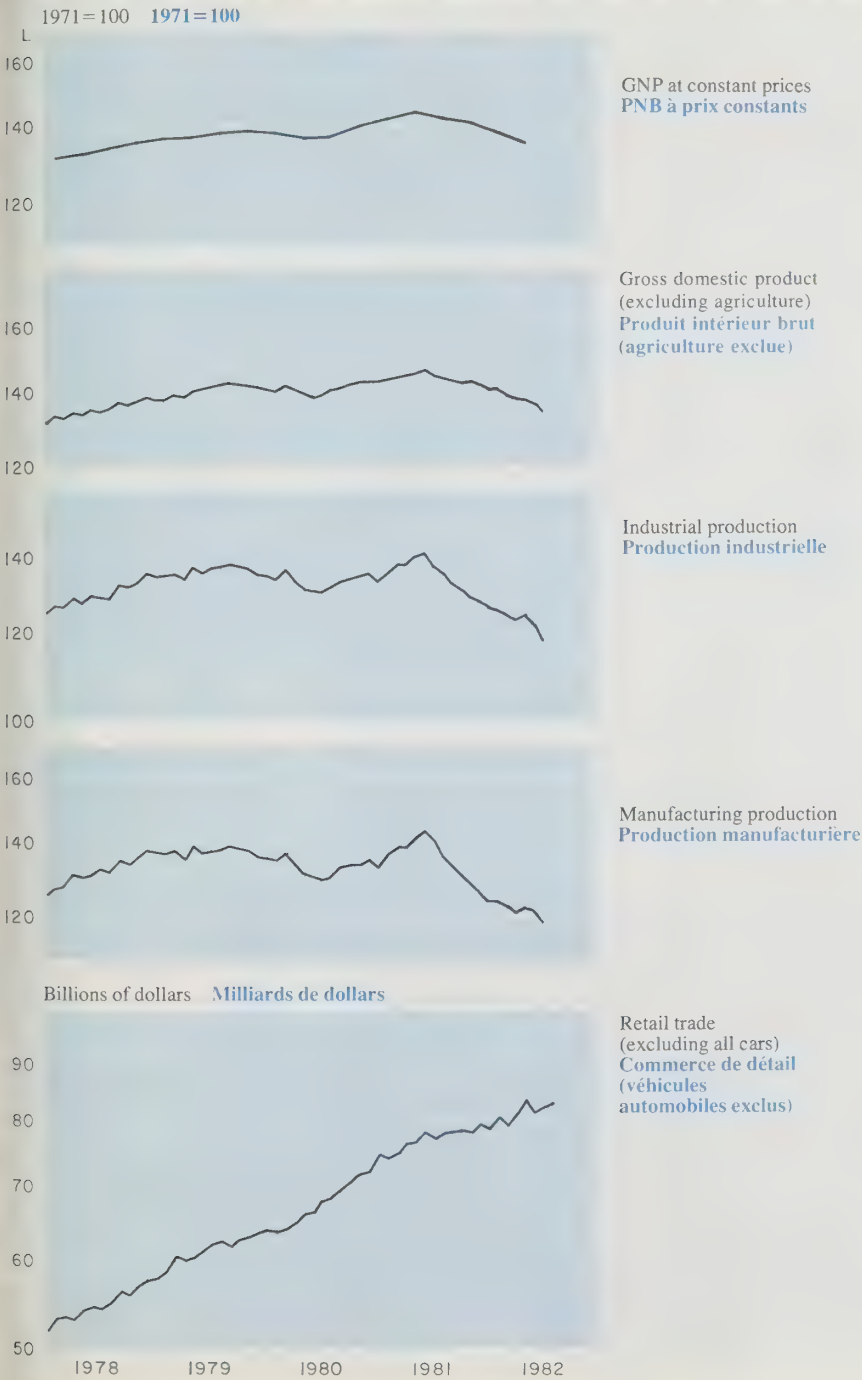 1971=100 1971=100
L
160
140
120
GNP at constant prices
PNB à prix constants
160
140
120
Gross domestic product
(excluding agriculture)
Produit intérieur brut
(agriculture exclue)
140
120
100
Industrial production
Production industrielle
160
140
120
Manufacturing production
Production manufacturière
Billions of dollars Milliards de dollars
90
80
70
60
50
Retail trade
(excluding all cars)
Commerce de détail
(véhicules
automobiles exclus)
1978 1979 1980 1981 1982